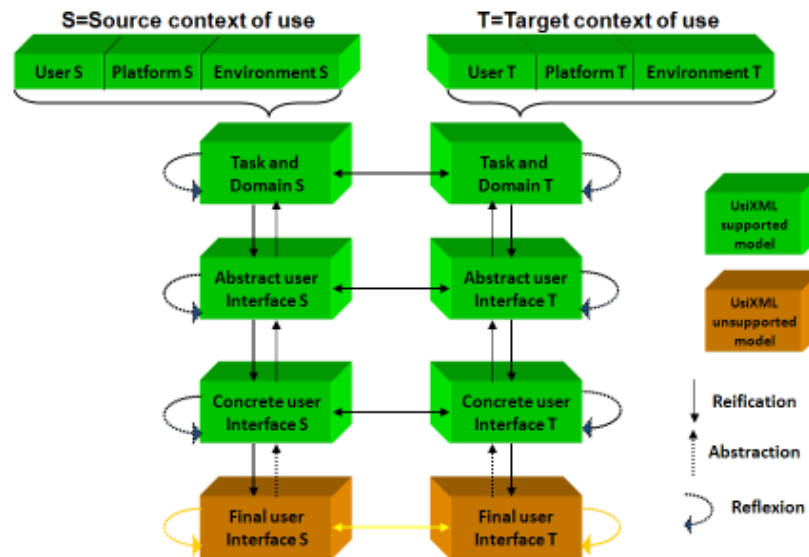 S=Source context of use
T=Target context of use
User S
Platform S
Environment S
User T
Platform T
Environment T
Task and
Domain S
Task and
Domain T
UsiXML
supported
model
Abstract user
Interface S
Abstract user
Interface T
UsiXML
unsupported
model
Concrete user
Interface S
Concrete user
Interface T
Reification
Abstraction
Final user
Interface S
Final user
Interface T
Reflexion